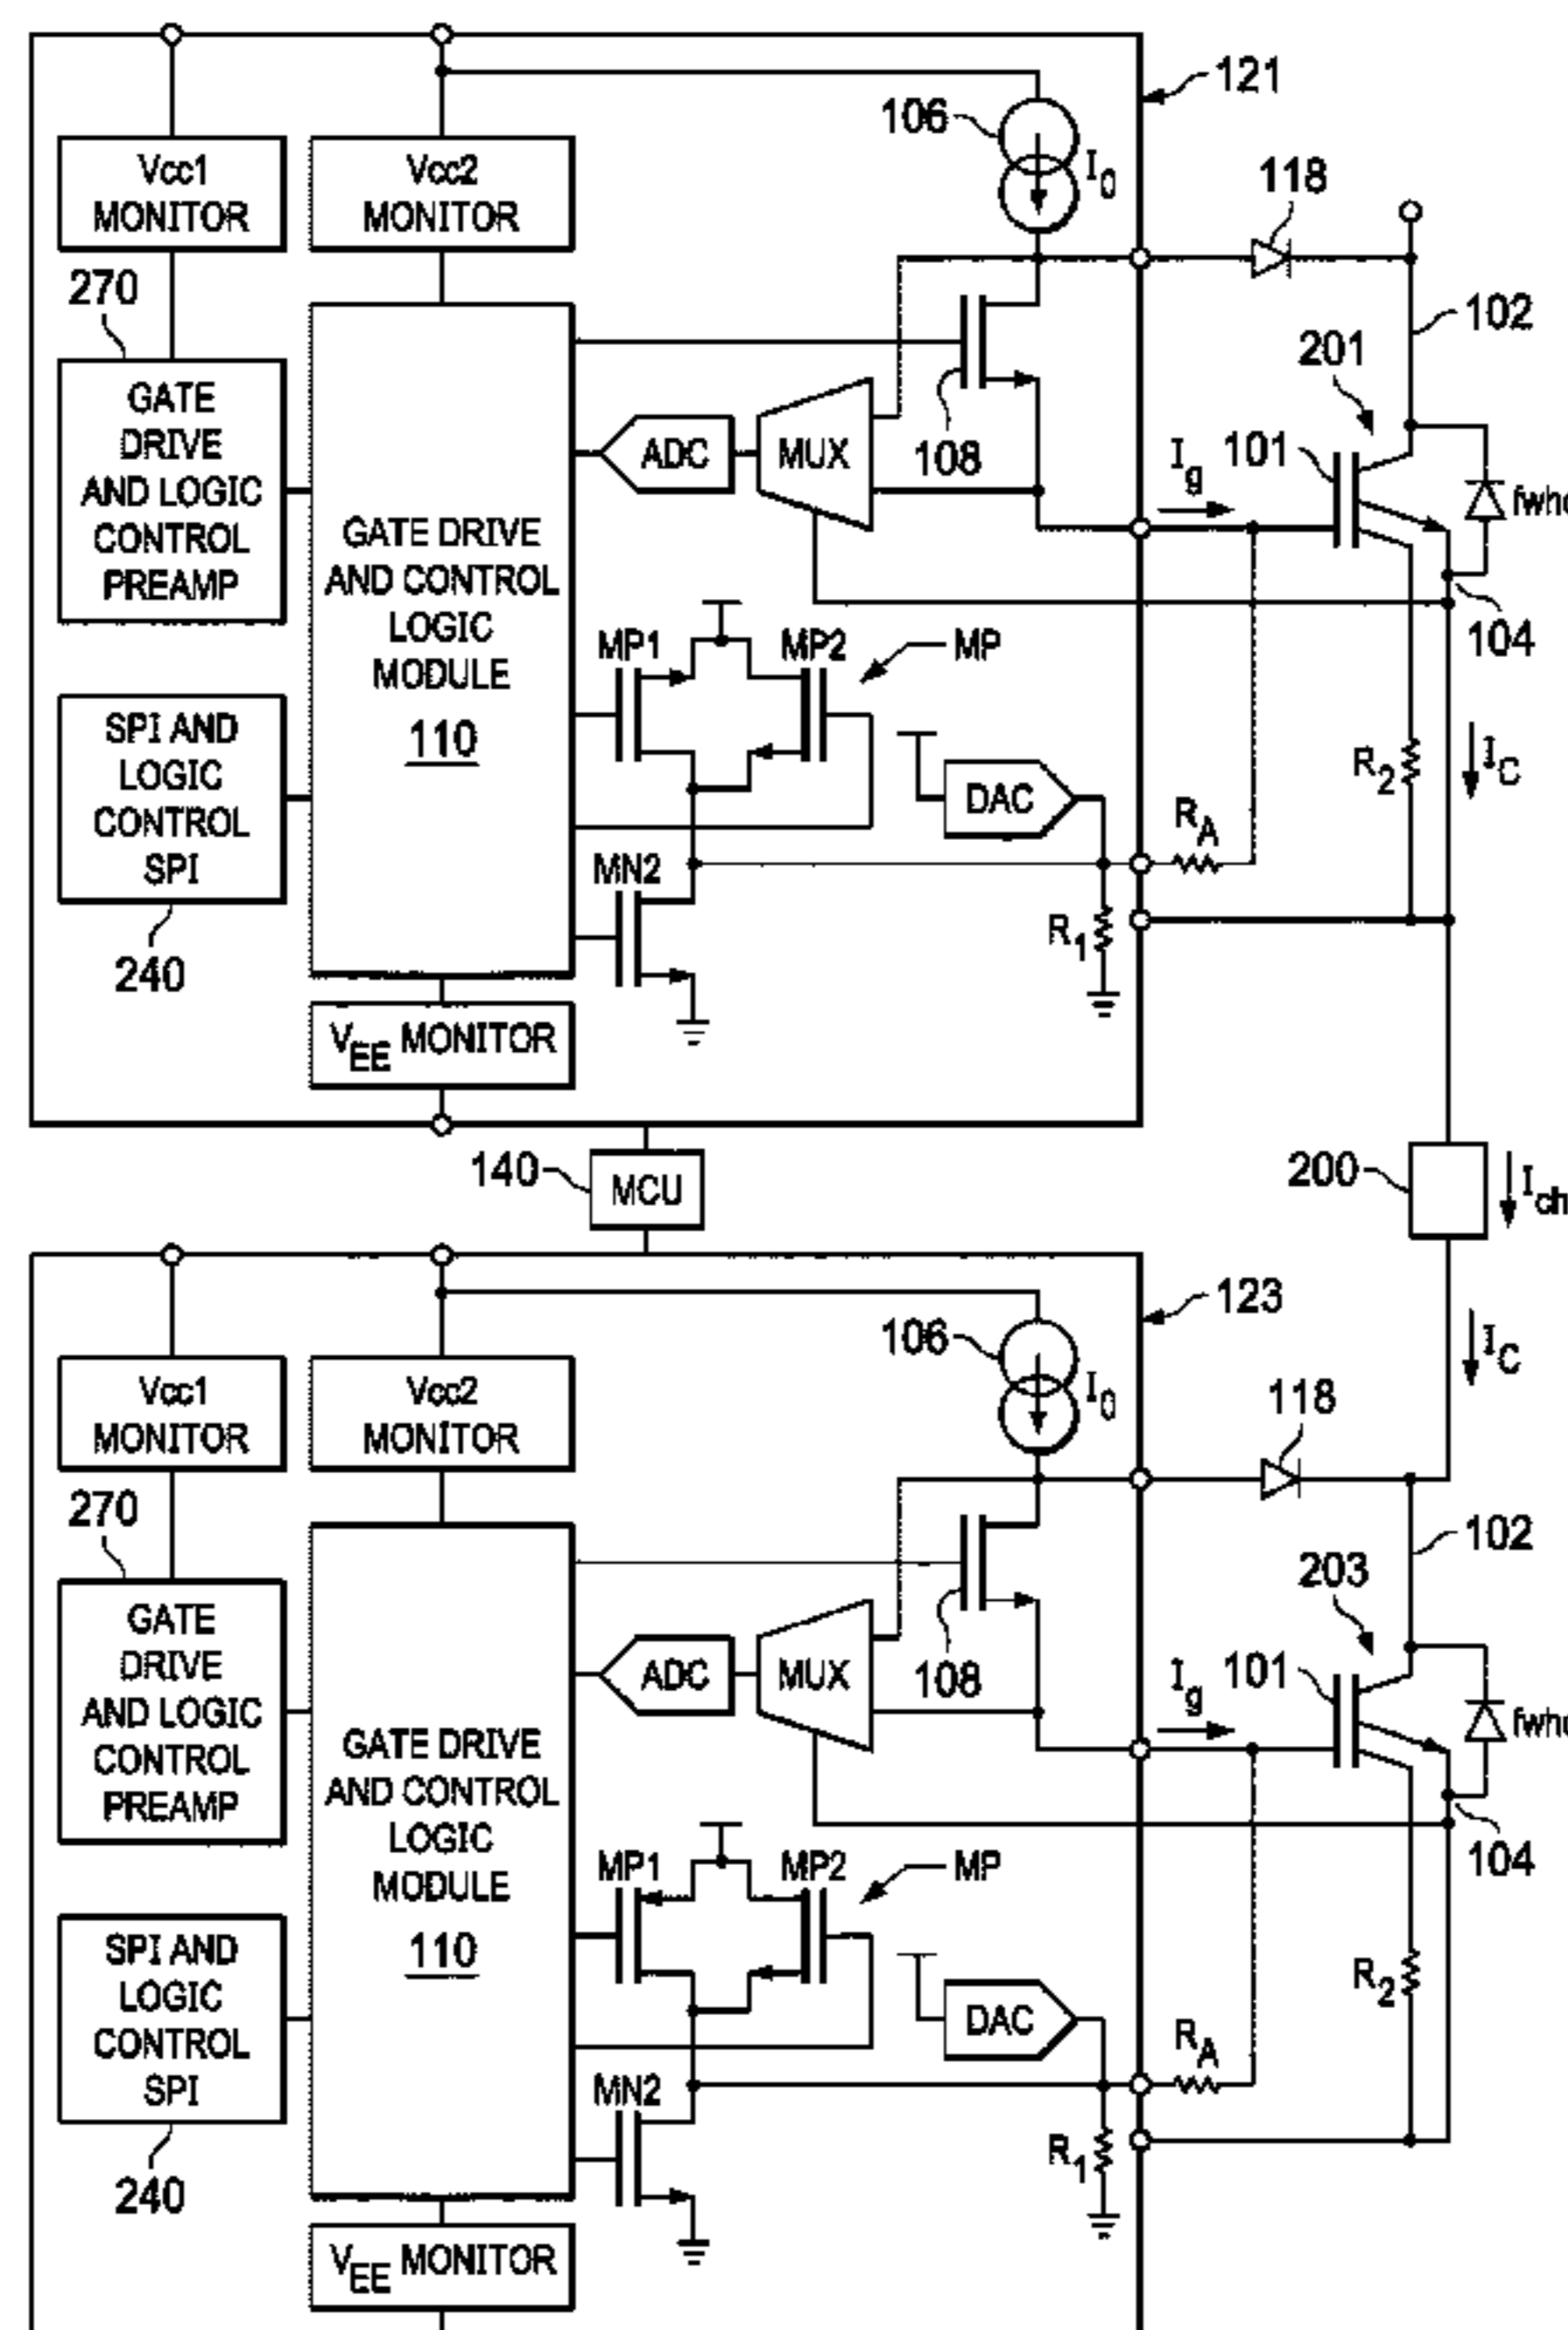 121
106
I0
118
Vcc1
MONITOR
Vcc2
MONITOR
270
102
201
GATE
DRIVE
AND LOGIC
CONTROL
PREAMP
ADC
MUX
108
Ig
101
GATE DRIVE
AND CONTROL
LOGIC
MODULE
110
104
MP1
MP2
MP
SPI AND
LOGIC
CONTROL
SPI
DAC
R2
IC
RA
MN2
R1
240
VEE MONITOR
140
MCU
200
Ich
123
106
I0
IC
118
Vcc1
MONITOR
Vcc2
MONITOR
270
102
203
GATE
DRIVE
AND LOGIC
CONTROL
PREAMP
ADC
MUX
108
Ig
101
GATE DRIVE
AND CONTROL
LOGIC
MODULE
110
104
MP1
MP2
MP
SPI AND
LOGIC
CONTROL
SPI
DAC
R2
RA
MN2
R1
240
VEE MONITOR